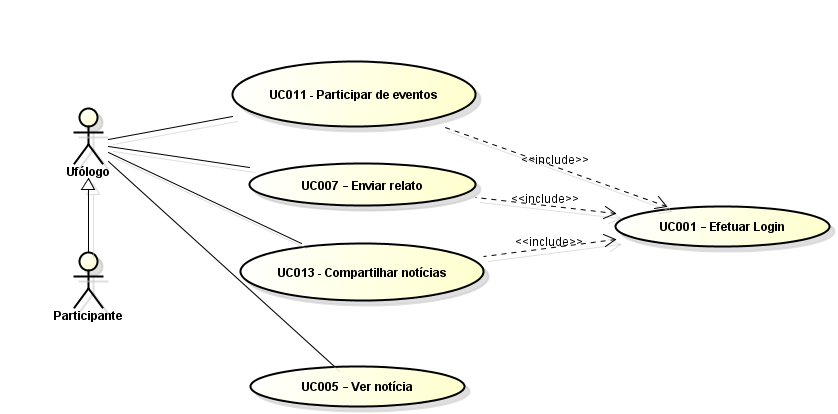 UC011 - Participar de eventos
<<include>>
Ufólogo
UC007 – Enviar relato
<<include>>
UC001 – Efetuar Login
<<include>>
UC013 - Compartilhar notícias
Participante
UC005 – Ver notícia